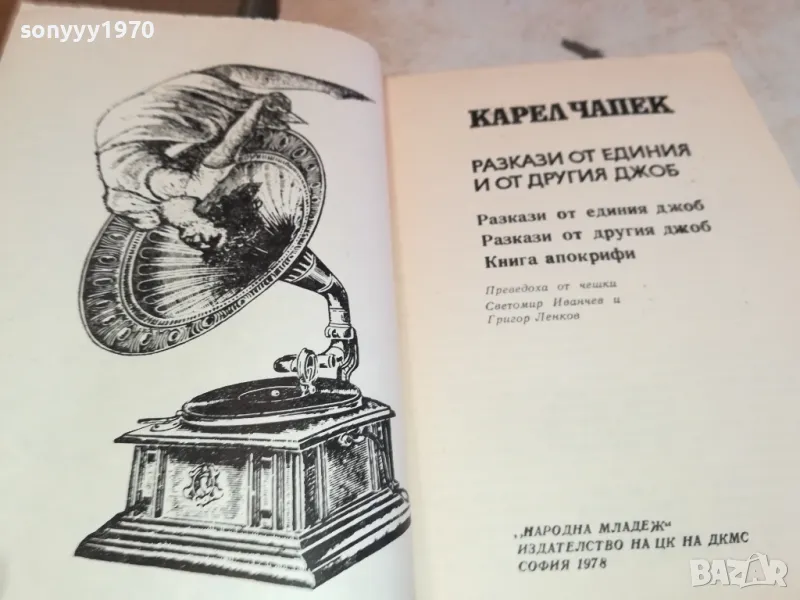 sonyyy1970
КАРЕЛ ЧАПЕК
РАЗКАЗИ ОТ ЕДИНИЯ
И ОТ ДРУГИЯ ДЖОБ
Разкази от единия джоб
Разкази от другия джоб
Книга апокрифи
Преведоха от чешки
Светомир Иванчев и
Григор Ленков
„НАРОДНА МЛАДЕЖ“
ИЗДАТЕЛСТВО НА ЦК НА ДКМС
СОФИЯ 1978
BAZAR